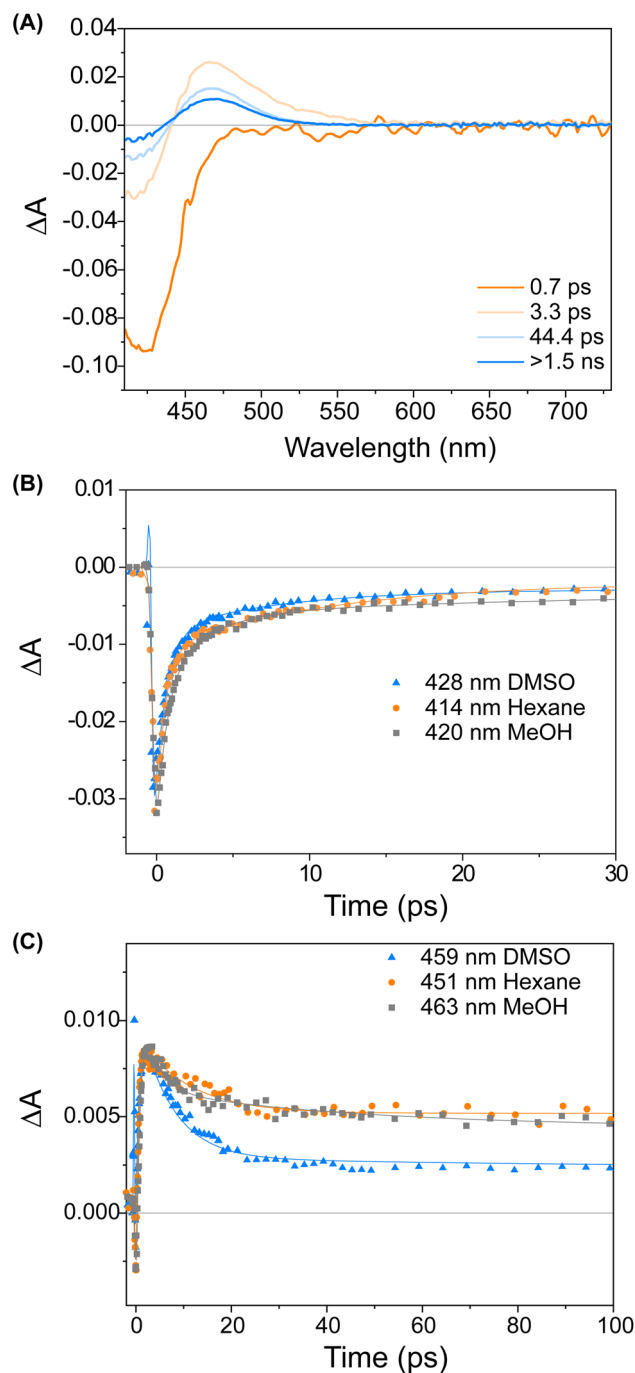 (A)
0.04
0.02
0.00
-0.02
-0.04
-0.06
-0.08
-0.10
ΔA
0.7 ps
3.3 ps
44.4 ps
>1.5 ns
450 500 550 600 650 700
Wavelength (nm)
(B)
0.01
0.00
-0.01
-0.02
-0.03
ΔA
428 nm DMSO
414 nm Hexane
420 nm MeOH
0 10 20 30
Time (ps)
(C)
0.010
0.005
0.000
ΔA
459 nm DMSO
451 nm Hexane
463 nm MeOH
0 20 40 60 80 100
Time (ps)